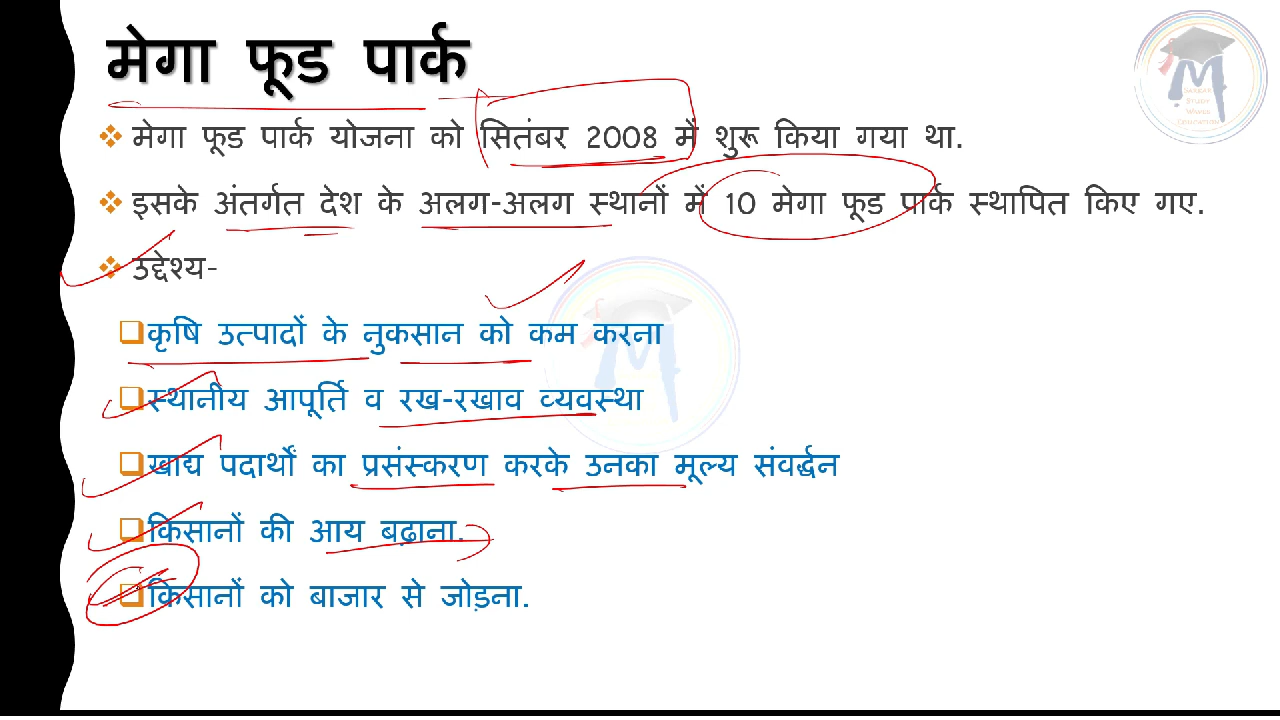 मेगा फूड पार्क
मेगा फूड पार्क योजना को सितंबर 2008 में शुरू किया गया था.
इसके अंतर्गत देश के अलग-अलग स्थानों में 10 मेगा फूड पार्क स्थापित किए गए.
उद्देश्य-
कृषि उत्पादों के नुकसान को कम करना
स्थानीय आपूर्ति व रख-रखाव व्यवस्था
खाद्य पदार्थों का प्रसंस्करण करके उनका मूल्य संवर्द्धन
किसानों की आय बढ़ाना.
किसानों को बाजार से जोड़ना.